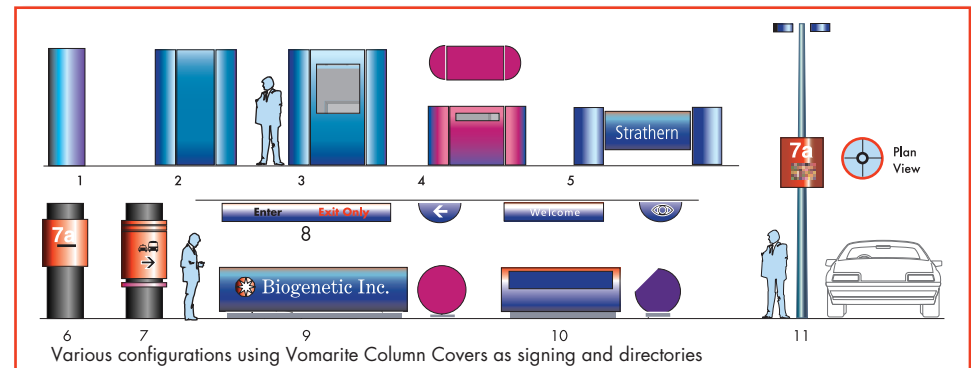 Strathern
7a
Plan
View
1
2
3
4
5
Enter
Exit Only
Welcome
7a
8
Biogenetic Inc.
6
7
9
10
11
Various configurations using Vomarite Column Covers as signing and directories